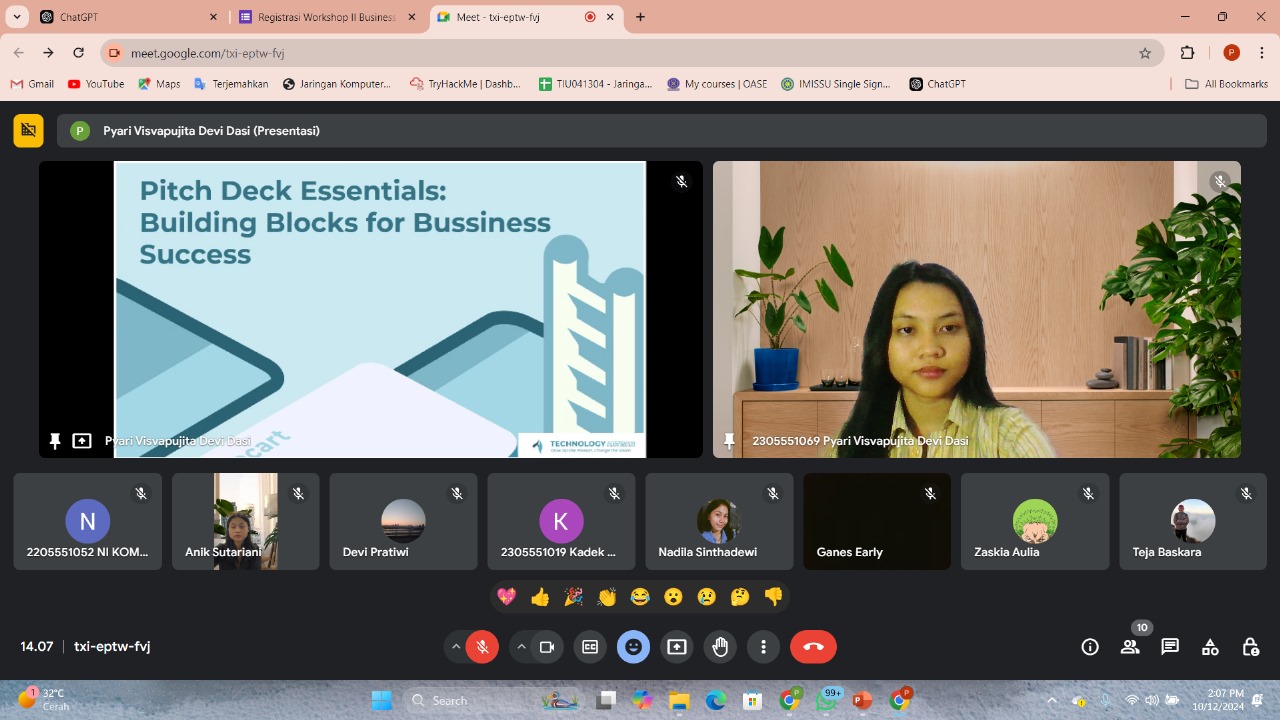 ChatGPT
Registrasi Workshop II Business
Meet - txi-eptw-fvj
meet.google.com/txi-eptw-fvj
P
Gmail
YouTube
Maps
Terjemahkan
Jaringan Komputer...
TryHackMe | Dashbo...
TIU041304 - Jaringa...
My courses | OASE
IMISSU Single Sign...
ChatGPT
All Bookmarks
P
Pyari Visvapujita Devi Dasi (Presentasi)
Pitch Deck Essentials:
Building Blocks for Bussiness
Success
TECHNOLOGY
Pyari Visvapujita Devi Dasi
2305551069 Pyari Visvapujita Devi Dasi
N
2205551052 NI KOM...
Anik Sutariani
Devi Pratiwi
K
2305551019 Kadek ...
Nadila Sinthadewi
Ganes Early
Zaskia Aulia
Teja Baskara
14.07
txi-eptw-fvj
10
1
32°C
Cerah
Search
99+
2:07 PM
10/12/2024